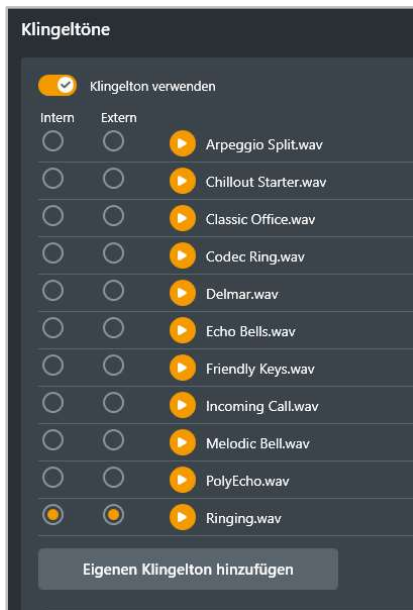 Klingeltöne
Klingelton verwenden
Intern Extern
Arpeggio Split.wav
Chillout Starter.wav
Classic Office.wav
Codec Ring.wav
Delmar.wav
Echo Bells.wav
Friendly Keys.wav
Incoming Call.wav
Melodic Bell.wav
PolyEcho.wav
Ringing.wav
Eigenen Klingelton hinzufügen